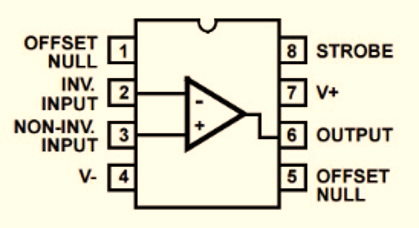 OFFSET
NULL
1
INV.
INPUT
2
NON-INV.
INPUT
3
V-
4
-
+
8
STROBE
7
V+
6
OUTPUT
5
OFFSET
NULL